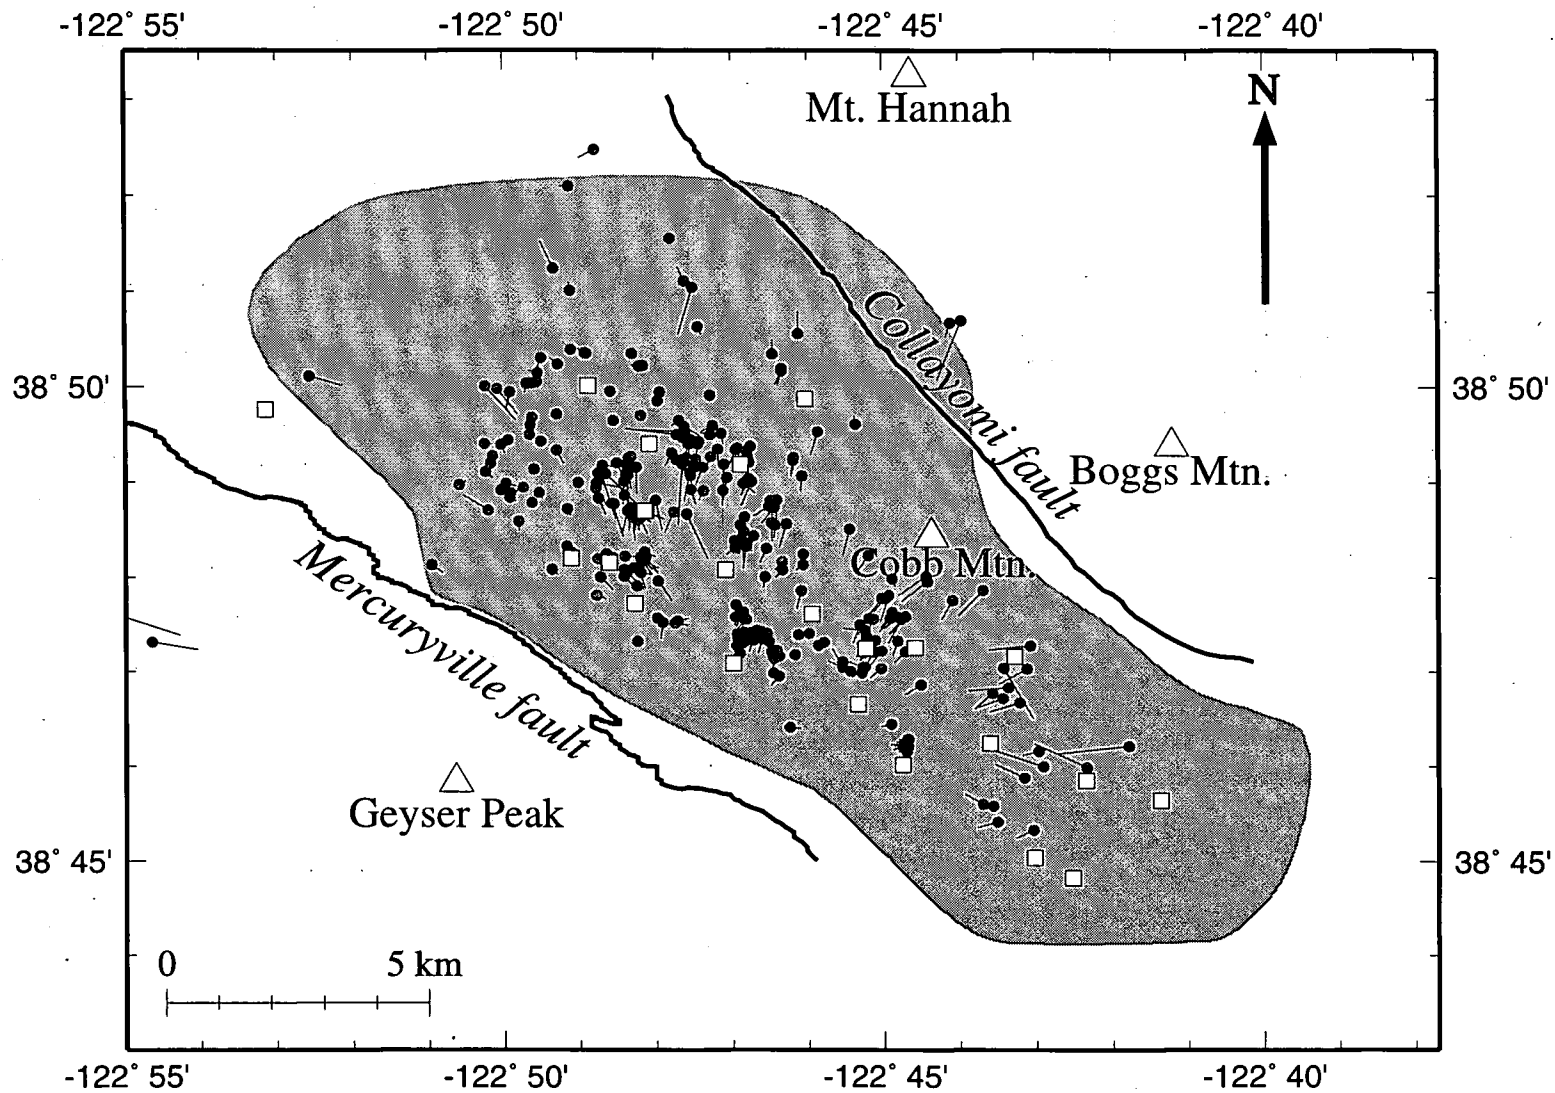 -122° 55' -122° 50' -122° 45' -122° 40'
N
Mt. Hannah
Collayomi fault
38° 50' 38° 50'
Boggs Mtn.
Cobb Mtn.
Mercuryville fault
Geyser Peak
38° 45' 38° 45'
0 5 km
-122° 55' -122° 50' -122° 45' -122° 40'